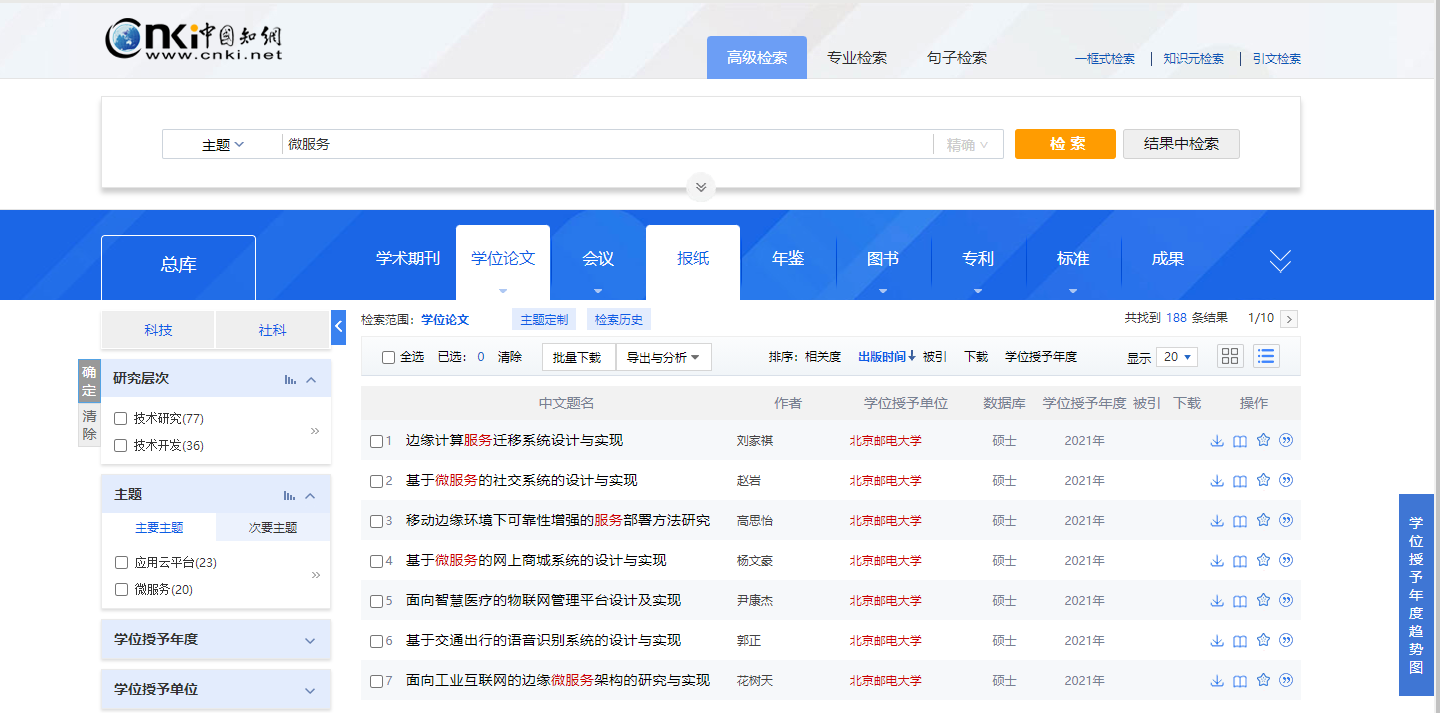 Cnki中国知網
www.cnki.net
高级检索 专业检索 句子检索 一框式检索 | 知识元检索 | 引文检索
主题 微服务 精确 检 索 结果中检索
总库 学术期刊 学位论文 会议 报纸 年鉴 图书 专利 标准 成果
科技 社科
检索范围：学位论文 主题定制 检索历史 共找到 188 条结果 1/10
确定
清除
全选 已选：0 清除 批量下载 导出与分析 排序：相关度 出版时间↓ 被引 下载 学位授予年度 显示 20
研究层次
技术研究(77)
技术开发(36)
主题
主要主题 次要主题
应用云平台(23)
微服务(20)
学位授予年度
学位授予单位
中文题名 作者 学位授予单位 数据库 学位授予年度 被引 下载 操作
1 边缘计算服务迁移系统设计与实现 刘家祺 北京邮电大学 硕士 2021年
2 基于微服务的社交系统的设计与实现 赵岩 北京邮电大学 硕士 2021年
3 移动边缘环境下可靠性增强的服务部署方法研究 高思怡 北京邮电大学 硕士 2021年
4 基于微服务的网上商城系统的设计与实现 杨文豪 北京邮电大学 硕士 2021年
5 面向智慧医疗的物联网管理平台设计及实现 尹康杰 北京邮电大学 硕士 2021年
6 基于交通出行的语音识别系统的设计与实现 郭正 北京邮电大学 硕士 2021年
7 面向工业互联网的边缘微服务架构的研究与实现 花树天 北京邮电大学 硕士 2021年
学位授予年度趋势图